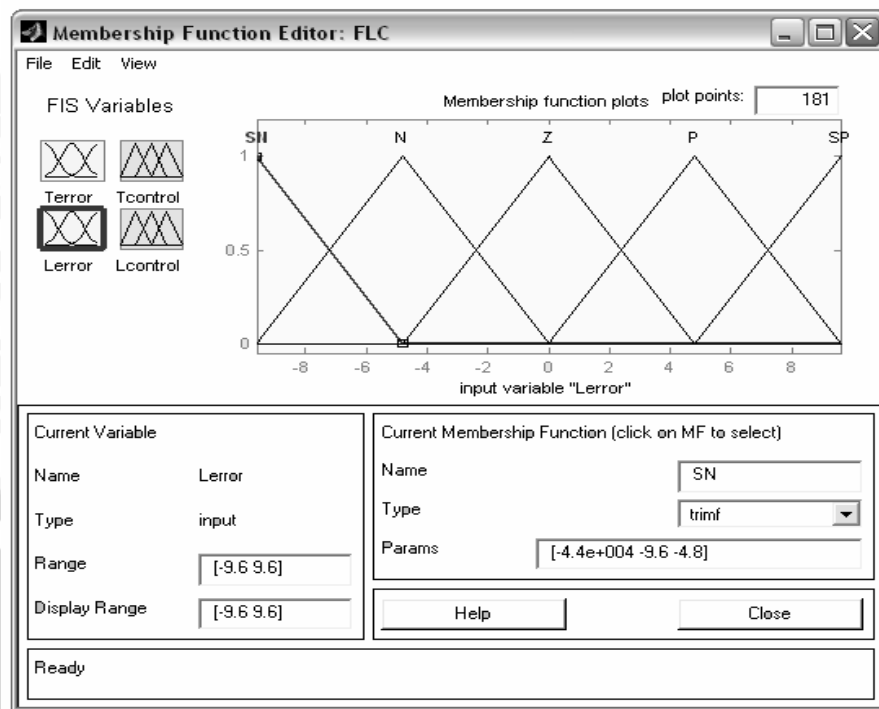 Membership Function Editor: FLC
File Edit View
FIS Variables
Membership function plots plot points: 181
SN N Z P SP
1
0.5
0
-8 -6 -4 -2 0 2 4 6 8
input variable "Lerror"
Terror Tcontrol
Lerror Lcontrol
Current Variable
Name Lerror
Type input
Range [-9.6 9.6]
Display Range [-9.6 9.6]
Current Membership Function (click on MF to select)
Name SN
Type trimf
Params [-4.4e+004 -9.6 -4.8]
Help Close
Ready